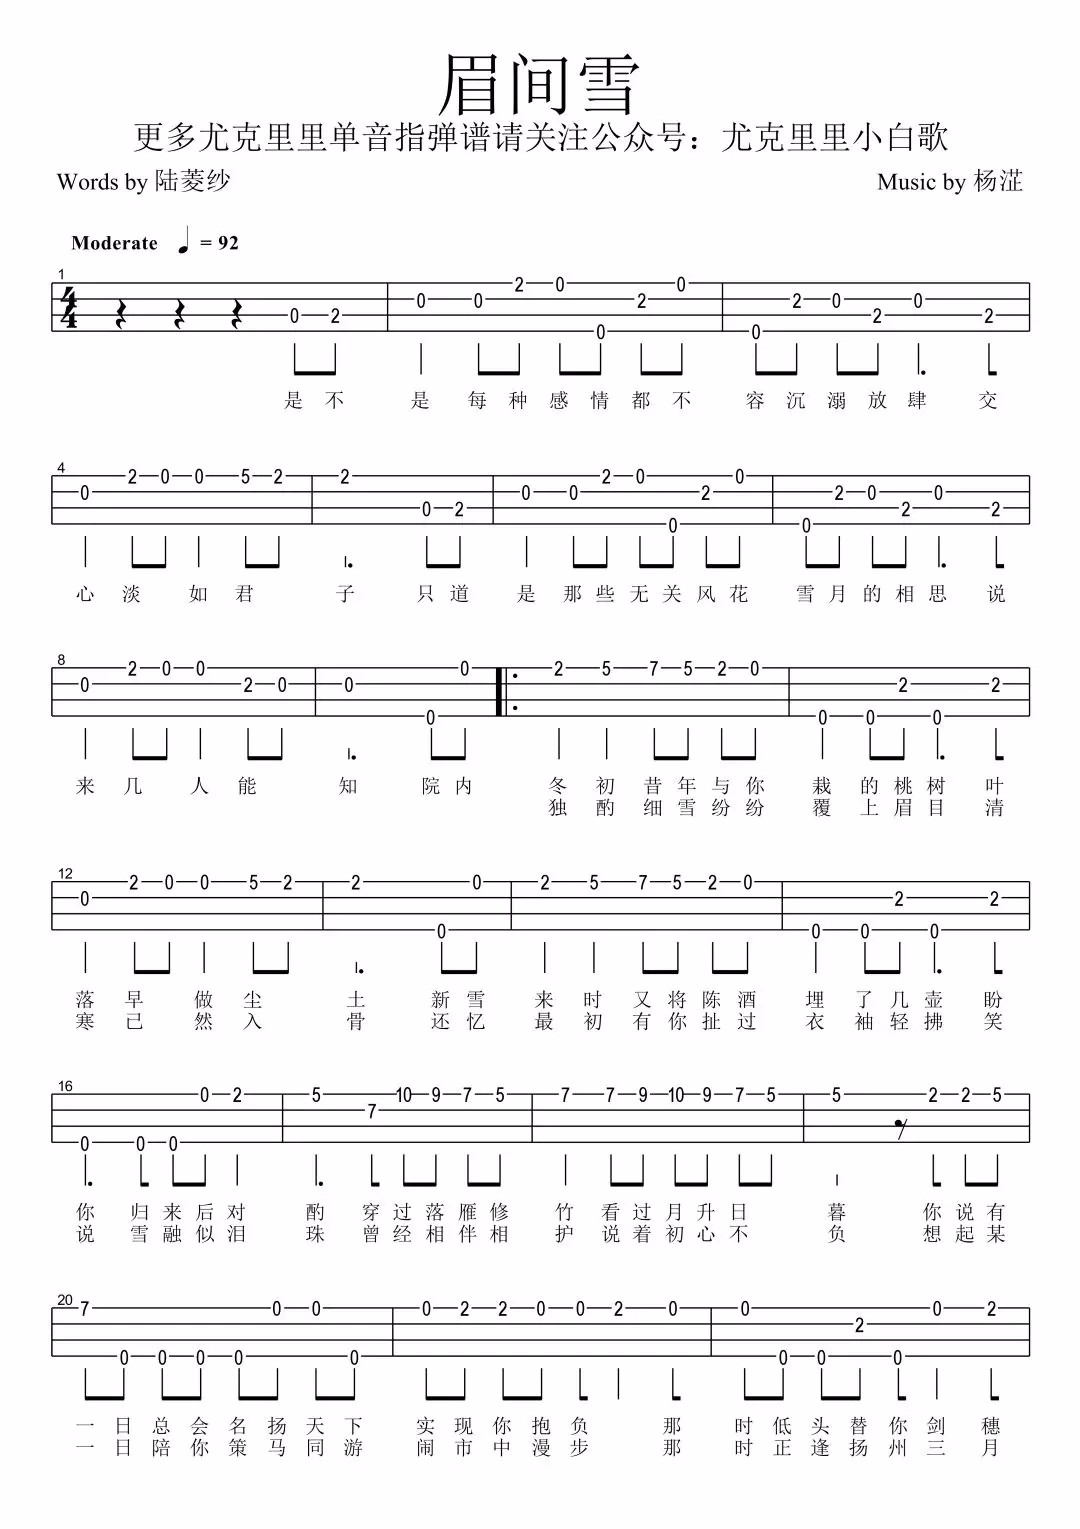 眉间雪
更多尤克里里单音指弹谱请关注公众号：尤克里里小白歌
Words by 陆菱纱
Music by 杨湴
Moderate ♩ = 92
1
4
4
0 2 0 0 2 0 0 2 0 0 2 0 2 0 2
是 不 是 每 种 感 情 都 不 容 沉 溺 放 肆 交
4
0 2 0 0 5 2 2 0 2 0 0 2 0 0 2 0 0 2 0 2 0 2
心 淡 如 君 子 只 道 是 那 些 无 关 风 花 雪 月 的 相 思 说
8
0 2 0 0 2 0 0 0 0 2 5 7 5 2 0 0 0 2 0 2
来 几 人 能 知 院 内 冬 初 昔 年 与 你 栽 的 桃 树 叶
独 酌 细 雪 纷 纷 覆 上 眉 目 清
12
0 2 0 0 5 2 2 0 0 2 5 7 5 2 0 0 0 2 0 2
落 早 做 尘 土 新 雪 来 时 又 将 陈 酒 埋 了 几 壶 盼
寒 已 然 入 骨 还 忆 最 初 有 你 扯 过 衣 袖 轻 拂 笑
16
0 0 0 0 2 5 7 10 9 7 5 7 7 9 10 9 7 5 5 2 2 5
你 归 来 后 对 酌 穿 过 落 雁 修 竹 看 过 月 升 日 暮 你 说 有
说 雪 融 似 泪 珠 曾 经 相 伴 相 护 说 着 初 心 不 负 想 起 某
20
7 0 0 0 0 0 0 0 0 2 2 0 0 2 0 0 0 0 2 0 0 2
一 日 总 会 名 扬 天 下 实 现 你 抱 负 那 时 低 头 替 你 剑 穗
一 日 陪 你 策 马 同 游 闹 市 中 漫 步 那 时 正 逢 扬 州 三 月